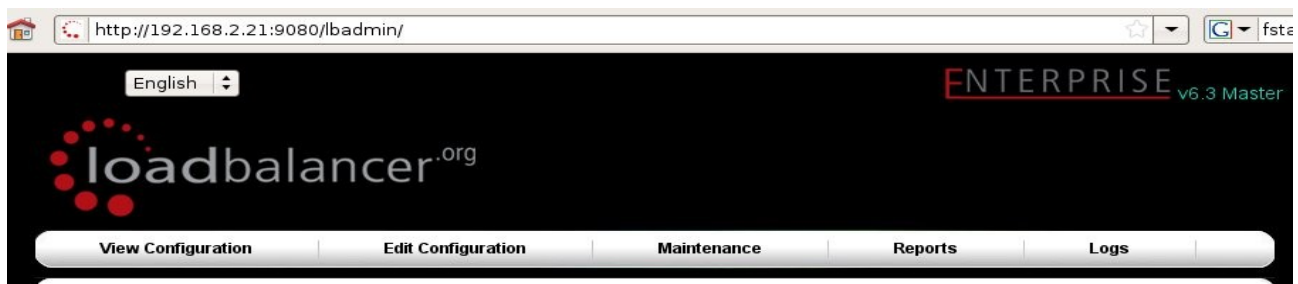 http://192.168.2.21:9080/lbadmin/
G fsta
English
ENTERPRISE v6.3 Master
loadbalancer.org
View Configuration Edit Configuration Maintenance Reports Logs